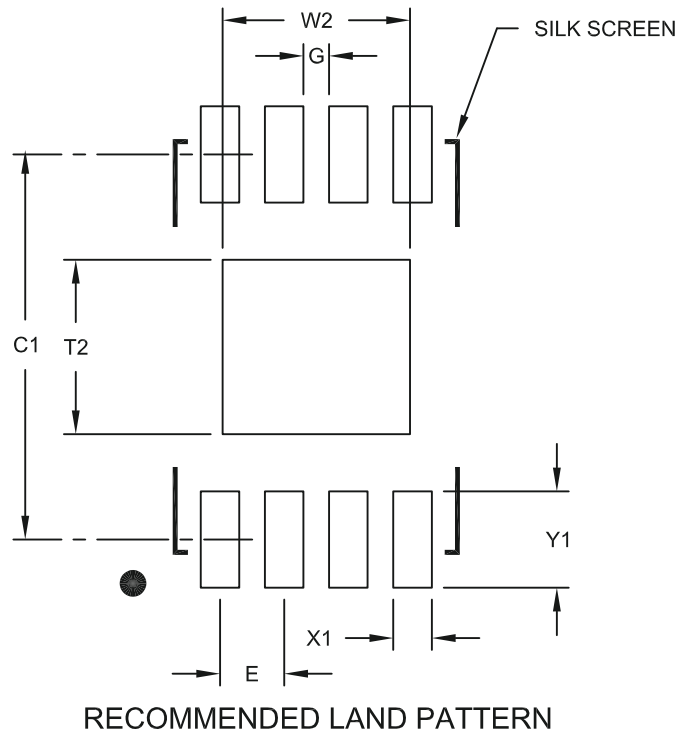 W2
SILK SCREEN
G
C1
T2
Y1
X1
E
RECOMMENDED LAND PATTERN